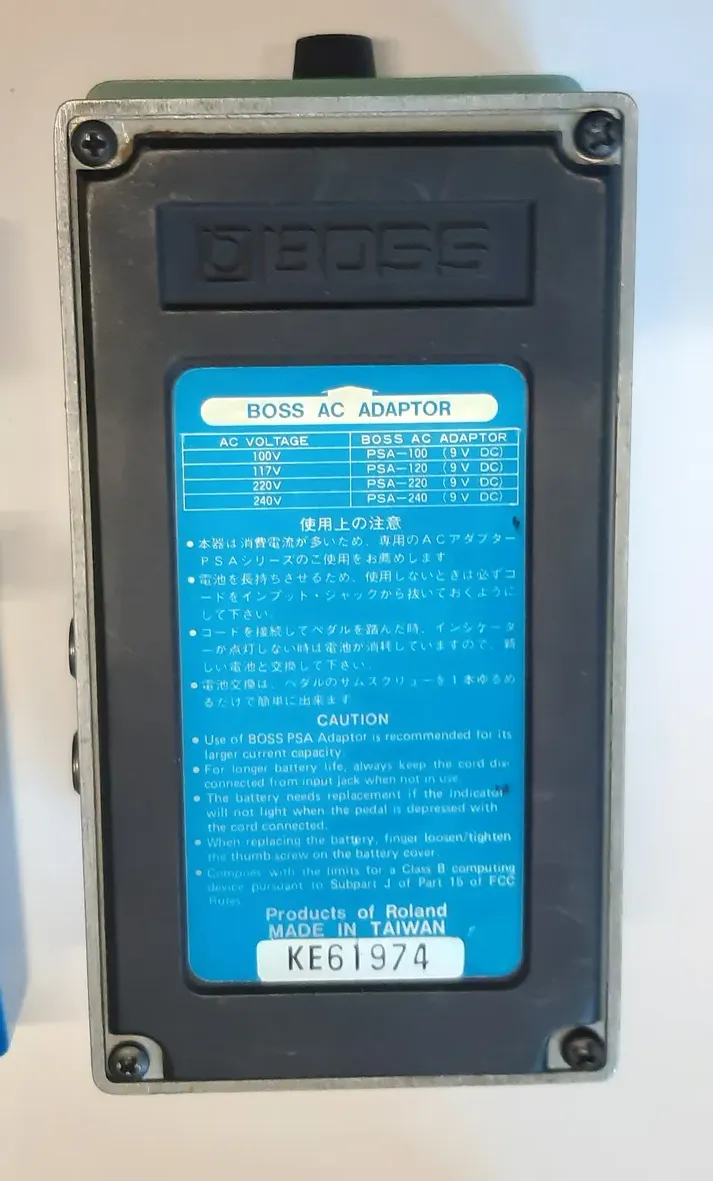 BOSS
BOSS AC ADAPTOR
AC VOLTAGE BOSS AC ADAPTOR
100V PSA-100 (9V DC)
117V PSA-120 (9V DC)
220V PSA-220 (9V DC)
240V PSA-240 (9V DC)
使用上の注意
● 本器は消費電流が多いため、専用のACアダプター
PSAシリーズのご使用をお薦めします
● 電池を長持ちさせるため、使用しないときは必ずコ
ードをインプット・ジャックから抜いておくように
して下さい。
● コードを接続してペダルを踏んだ時、インジケータ
ーが点灯しない時は電池が消耗していますので、新
しい電池と交換して下さい。
● 電池交換は、ペダルのサムスクリューを1本ゆるめ
るだけで簡単に出来ます
CAUTION
● Use of BOSS PSA Adaptor is recommended for its
larger current capacity.
● For longer battery life, always keep the cord dis-
connected from input jack when not in use.
● The battery needs replacement if the indicator
will not light when the pedal is depressed with
the cord connected.
● When replacing the battery, finger loosen/tighten
the thumb screw on the battery cover.
● Complies with the limits for a Class B computing
device pursuant to Subpart J of Part 15 of FCC
Rules.
Products of Roland
MADE IN TAIWAN
KE61974